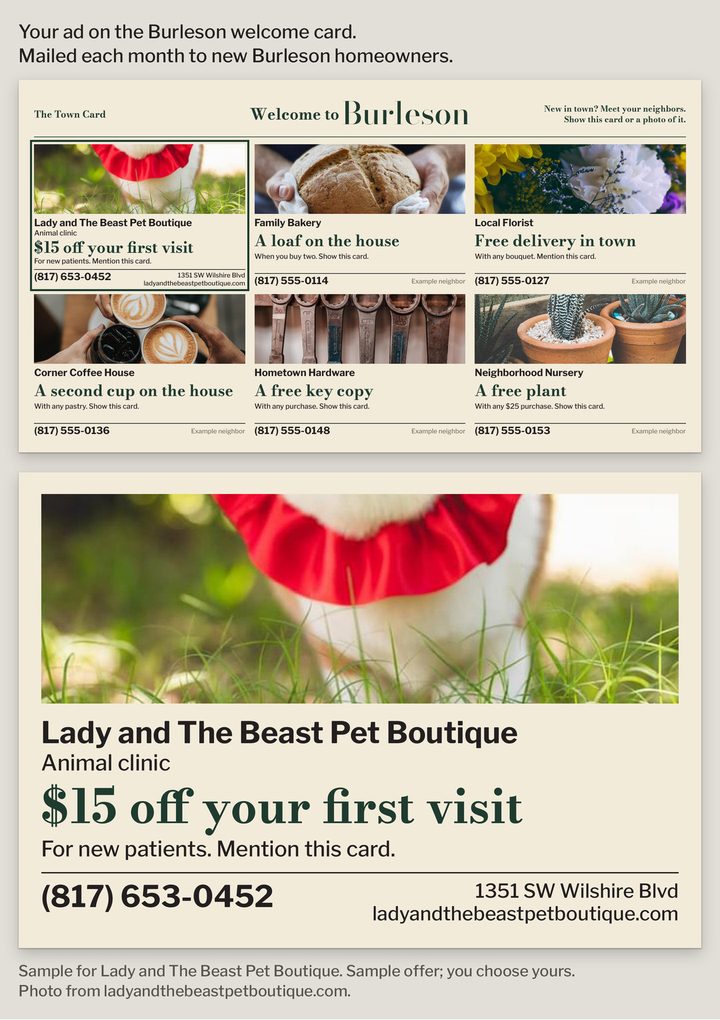 Your ad on the Burleson welcome card.
Mailed each month to new Burleson homeowners.
The Town Card
Welcome to Burleson
New in town? Meet your neighbors.
Show this card or a photo of it.
Lady and The Beast Pet Boutique
Animal clinic
$15 off your first visit
For new patients. Mention this card.
(817) 653-0452
1351 SW Wilshire Blvd
ladyandthebeastpetboutique.com
Family Bakery
A loaf on the house
When you buy two. Show this card.
(817) 555-0114
Example neighbor
Local Florist
Free delivery in town
With any bouquet. Mention this card.
(817) 555-0127
Example neighbor
Corner Coffee House
A second cup on the house
With any pastry. Show this card.
(817) 555-0136
Example neighbor
Hometown Hardware
A free key copy
With any purchase. Show this card.
(817) 555-0148
Example neighbor
Neighborhood Nursery
A free plant
With any $25 purchase. Show this card.
(817) 555-0153
Example neighbor
Lady and The Beast Pet Boutique
Animal clinic
$15 off your first visit
For new patients. Mention this card.
(817) 653-0452
1351 SW Wilshire Blvd
ladyandthebeastpetboutique.com
Sample for Lady and The Beast Pet Boutique. Sample offer; you choose yours.
Photo from ladyandthebeastpetboutique.com.